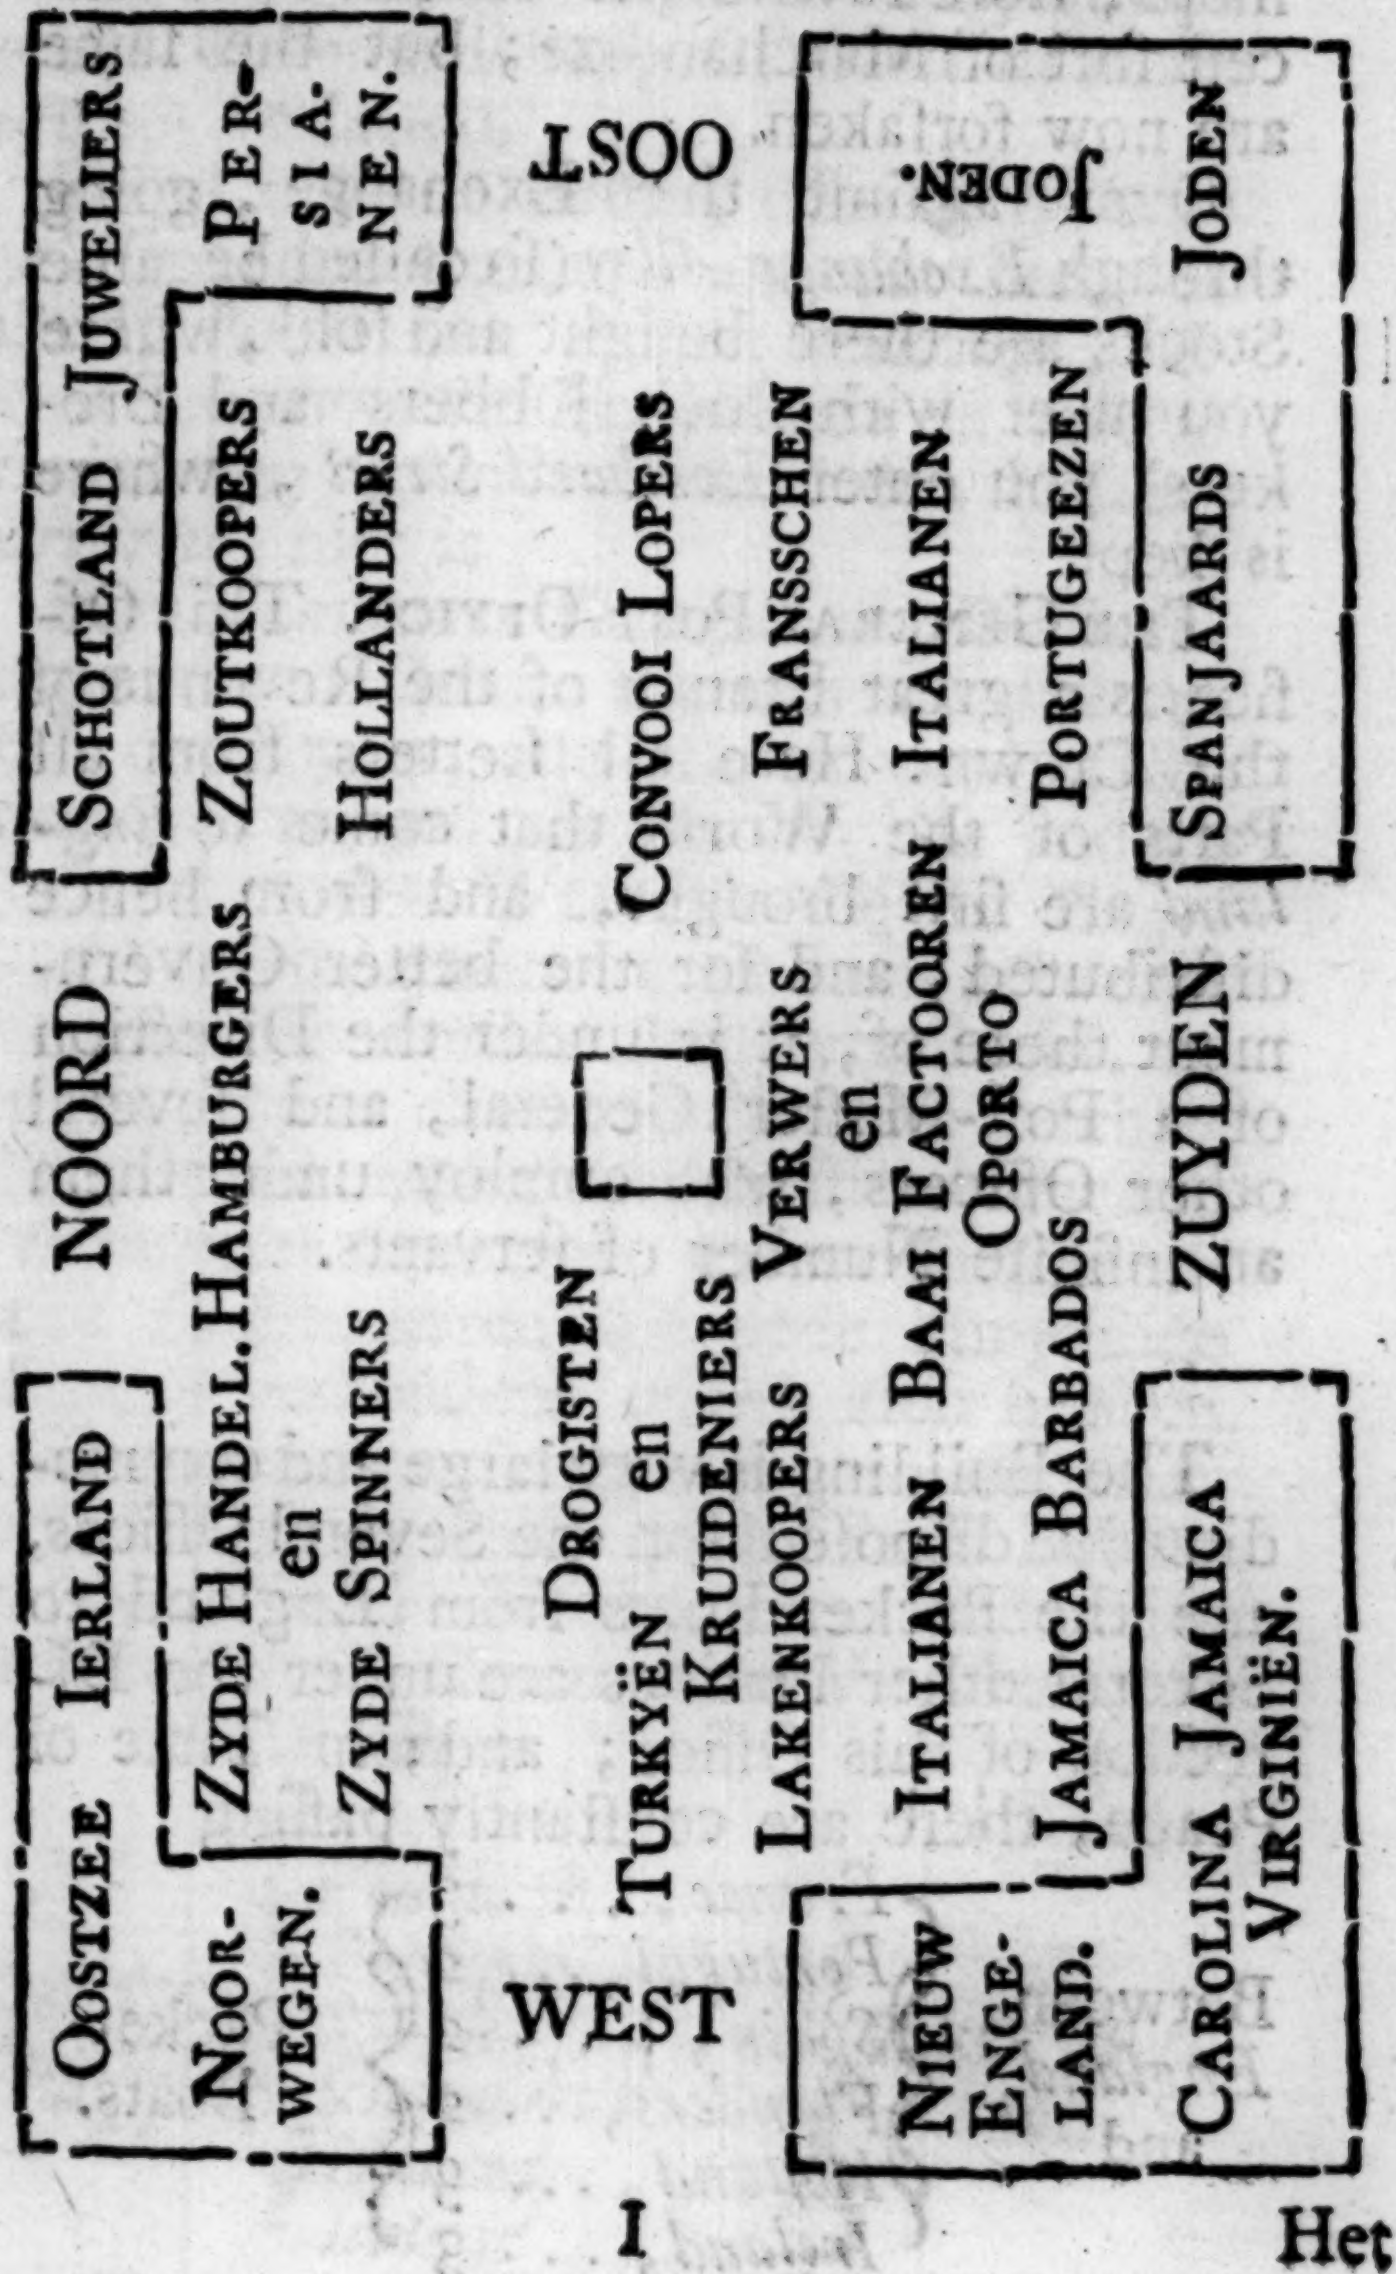 NOORD
OOSTZEE IERLAND
SCHOTLAND JUWELIERS
NOOR-
WEGEN.
ZYDE HANDEL. HAMBURGERS ZOUTKOOPERS
en
ZYDE SPINNERS
HOLLANDERS
PER-
SIA-
NEN.
WEST
OOST
DROGISTEN
TURKYËN en
KRUIDENIERS
CONVOOI LOPERS
LAKENKOOPERS VERWERS
en
FRANSSCHEN
ITALIANEN BAAI FACTOOREN ITALIANEN
OPORTO
JAMAICA BARBADOS
PORTUGEEZEN
NIEUW
ENGE-
LAND.
JODEN.
CAROLINA JAMAICA
VIRGINIËN.
ZUYDEN
SPANJAARDS
JODEN
I
Het